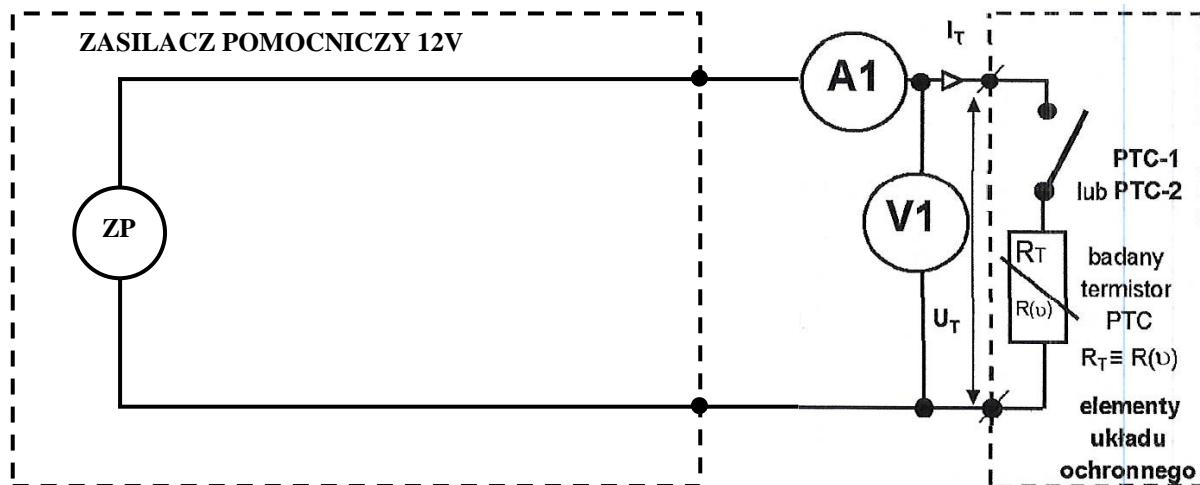 ZASILACZ POMOCNICZY 12V
ZP
A1
I_T
V1
U_T
PTC-1
lub PTC-2
R_T
R(υ)
badany
termistor
PTC
R_T ≡ R(υ)
elementy
układu
ochronnego